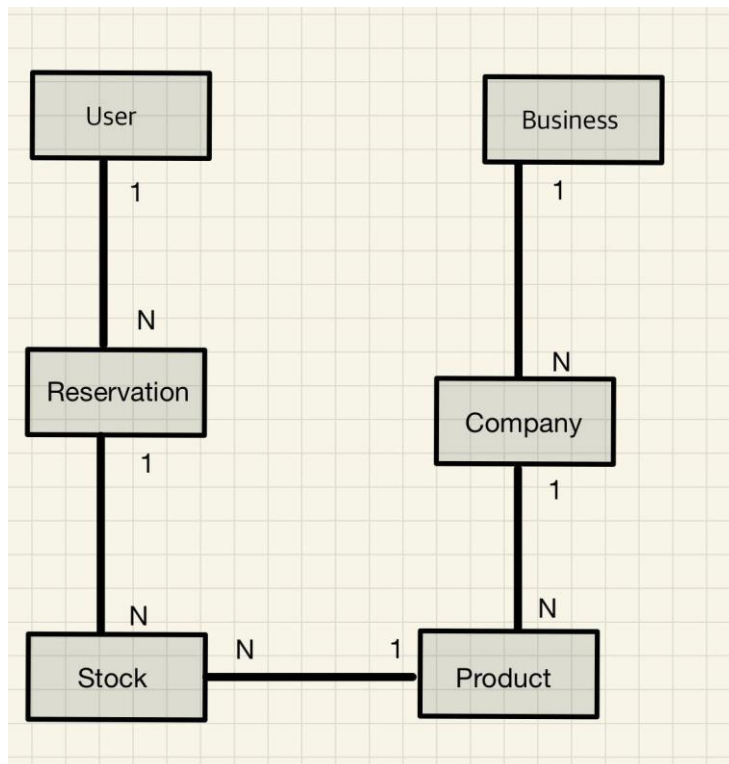 User
Business
1
1
N
N
Reservation
Company
1
1
N
N
Stock
N
1
Product